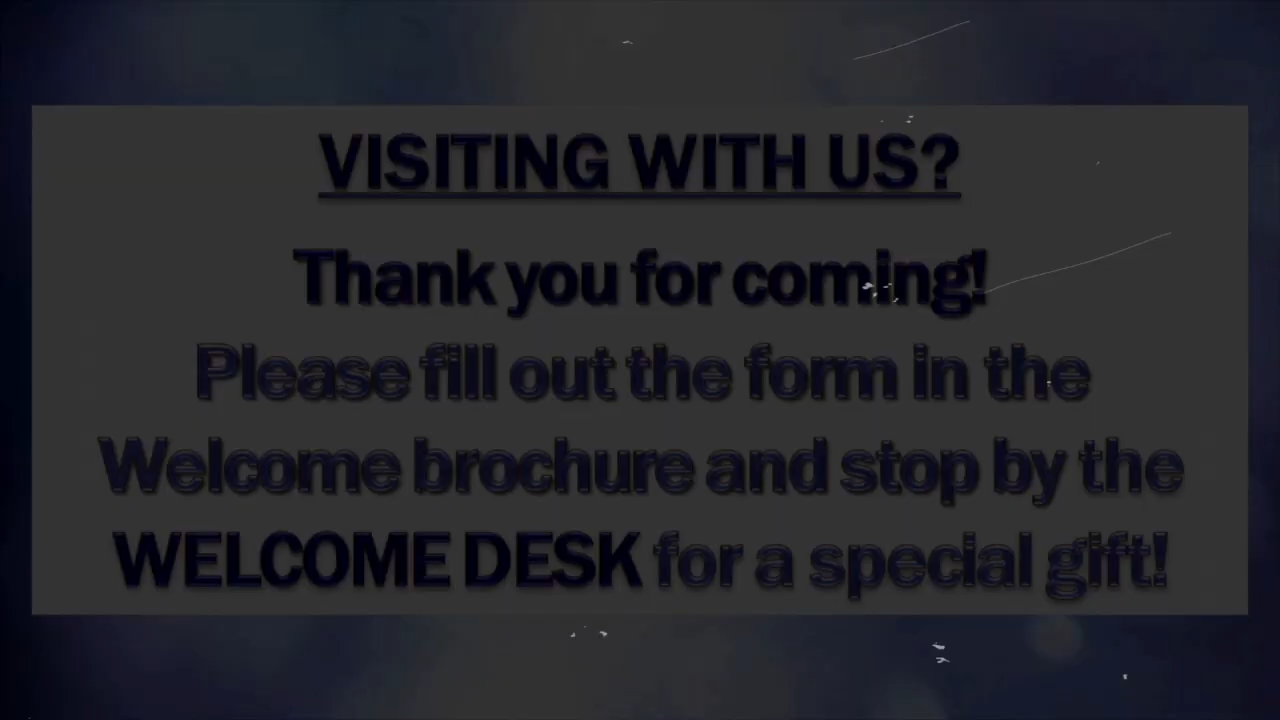 VISITING WITH US?
Thank you for coming!
Please fill out the form in the
Welcome brochure and stop by the
WELCOME DESK for a special gift!